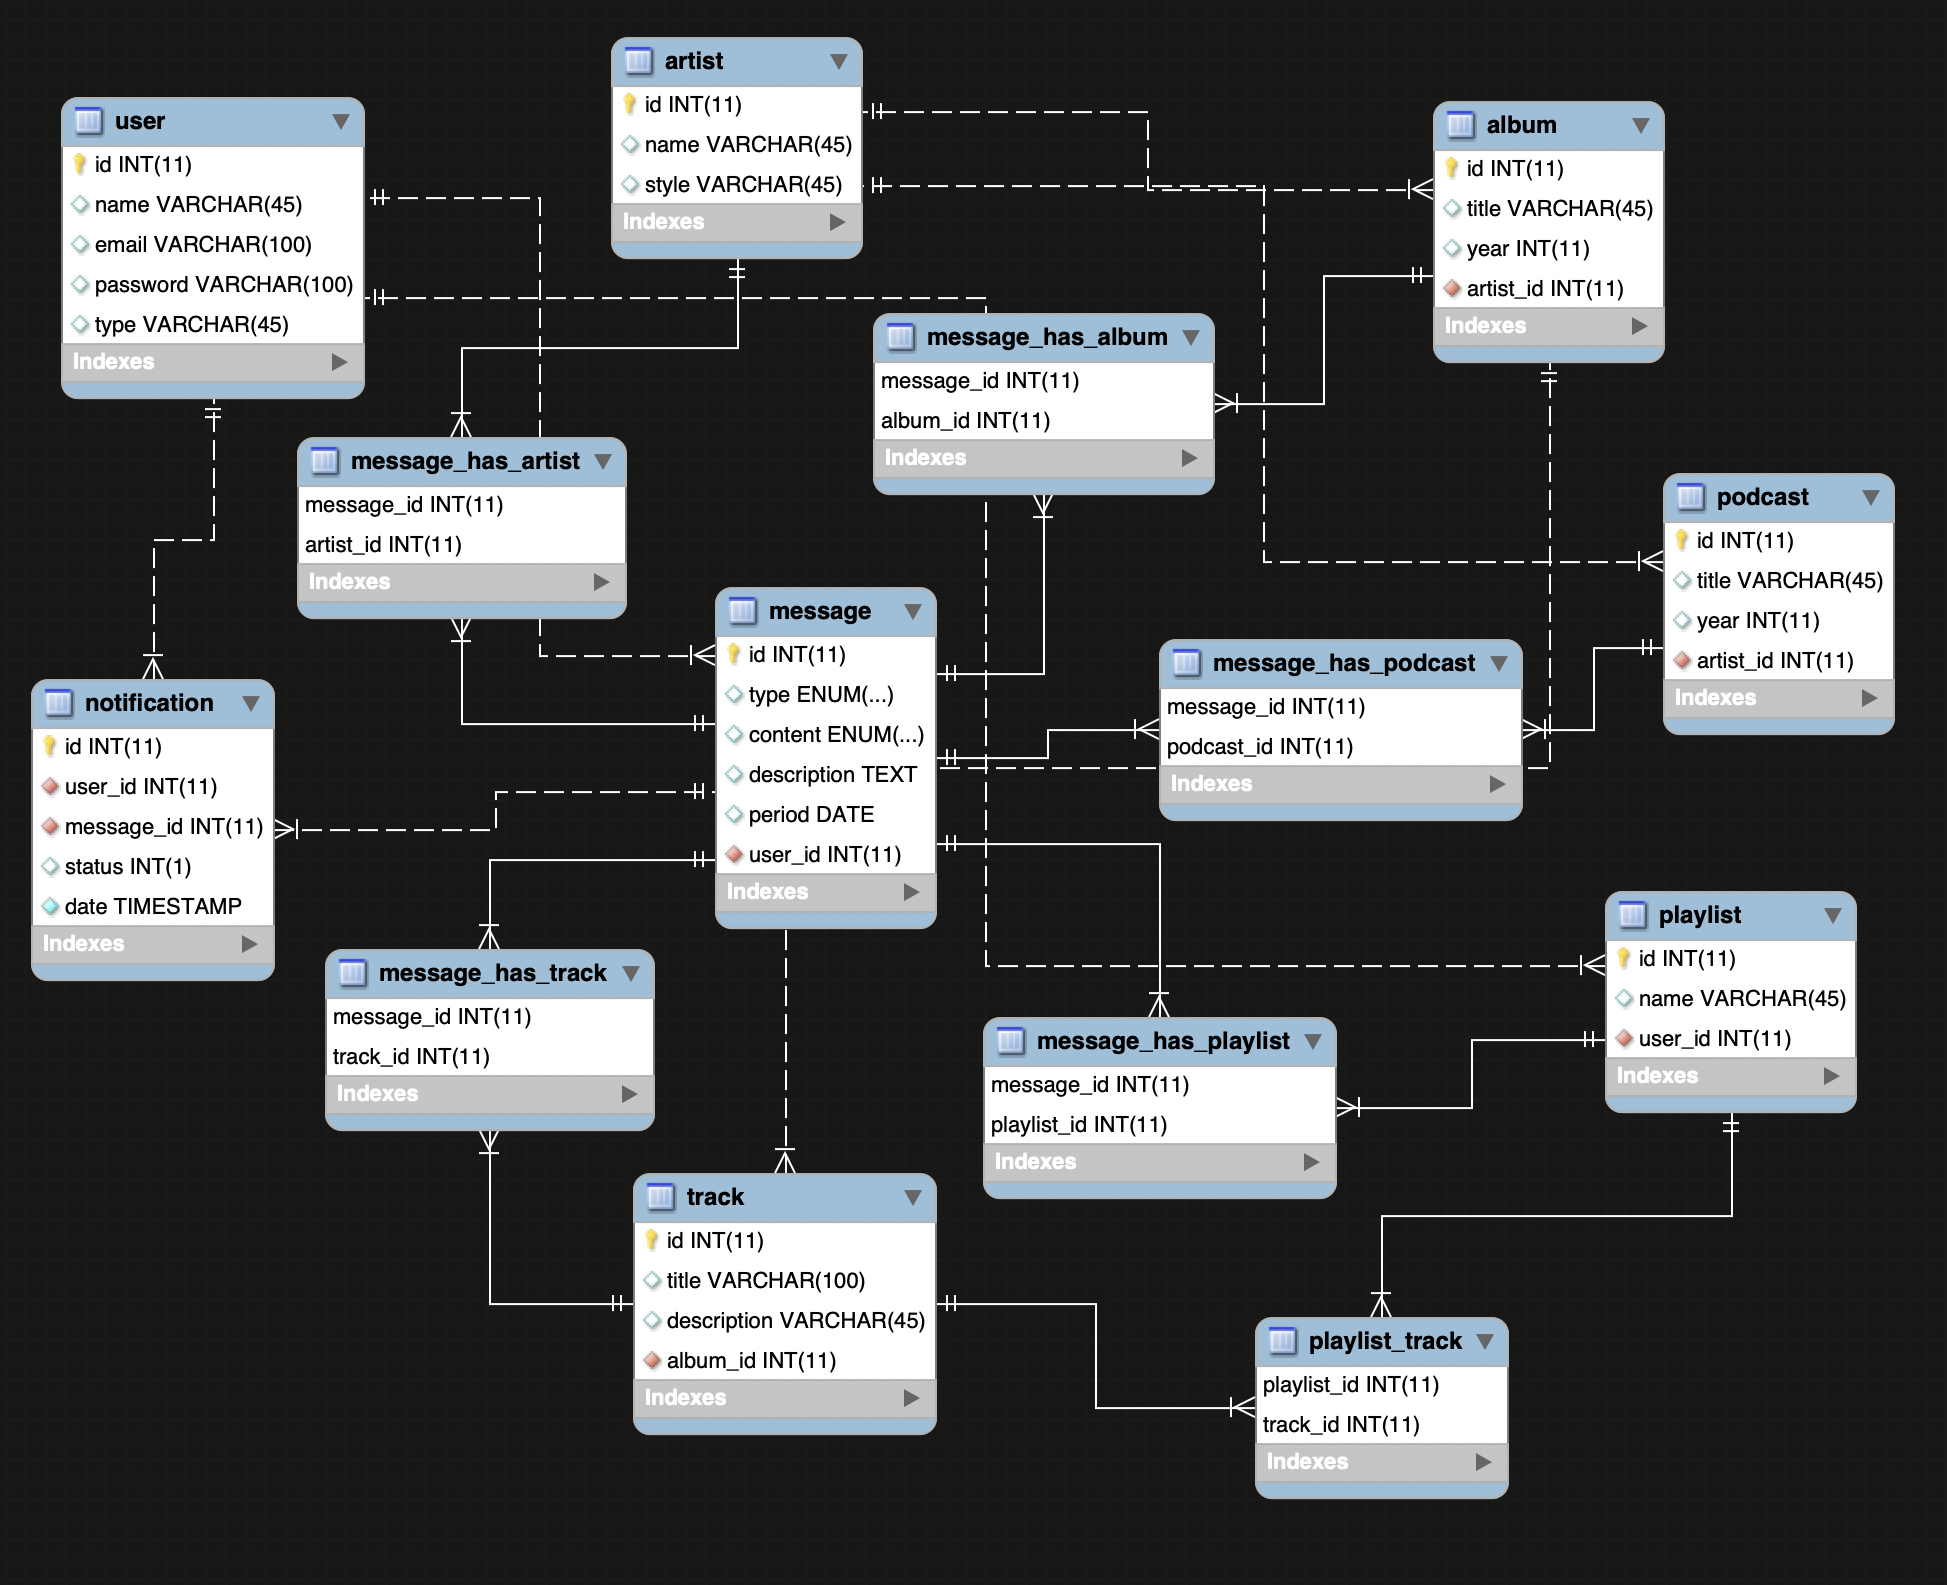 artist
id INT(11)
name VARCHAR(45)
style VARCHAR(45)
Indexes
user
id INT(11)
name VARCHAR(45)
email VARCHAR(100)
password VARCHAR(100)
type VARCHAR(45)
Indexes
album
id INT(11)
title VARCHAR(45)
year INT(11)
artist_id INT(11)
Indexes
message_has_album
message_id INT(11)
album_id INT(11)
Indexes
message_has_artist
message_id INT(11)
artist_id INT(11)
Indexes
podcast
id INT(11)
title VARCHAR(45)
year INT(11)
artist_id INT(11)
Indexes
message
id INT(11)
type ENUM(...)
content ENUM(...)
description TEXT
period DATE
user_id INT(11)
Indexes
message_has_podcast
message_id INT(11)
podcast_id INT(11)
Indexes
notification
id INT(11)
user_id INT(11)
message_id INT(11)
status INT(1)
date TIMESTAMP
Indexes
playlist
id INT(11)
name VARCHAR(45)
user_id INT(11)
Indexes
message_has_track
message_id INT(11)
track_id INT(11)
Indexes
message_has_playlist
message_id INT(11)
playlist_id INT(11)
Indexes
track
id INT(11)
title VARCHAR(100)
description VARCHAR(45)
album_id INT(11)
Indexes
playlist_track
playlist_id INT(11)
track_id INT(11)
Indexes